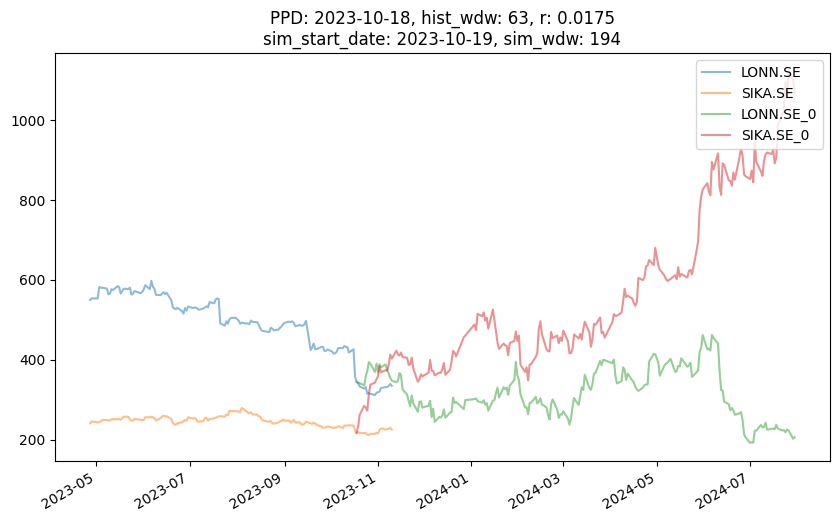 PPD: 2023-10-18, hist_wdw: 63, r: 0.0175
sim_start_date: 2023-10-19, sim_wdw: 194
LONN.SE
SIKA.SE
LONN.SE_0
SIKA.SE_0
1000
800
600
400
200
2023-05
2023-07
2023-09
2023-11
2024-01
2024-03
2024-05
2024-07